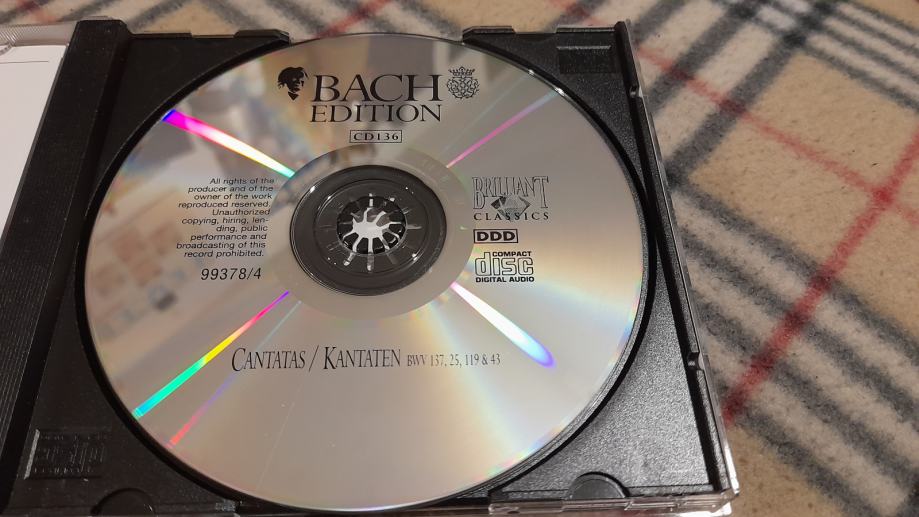 BACH
EDITION
CD136
All rights of the
producer and of the
owner of the work
reproduced reserved.
Unauthorized
copying, hiring, len-
ding, public
performance and
broadcasting of this
record prohibited.
99378/4
BRILLIANT
CLASSICS
DDD
COMPACT
disc
DIGITAL AUDIO
CANTATAS / KANTATEN BWV 137, 25, 119 & 43